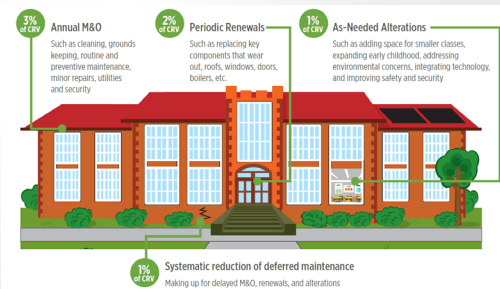 3%
of CRV
Annual M&O
Such as cleaning, grounds
keeping, routine and
preventive maintenance,
minor repairs, utilities
and security
2%
of CRV
Periodic Renewals
Such as replacing key
components that wear
out, roofs, windows, doors,
boilers, etc.
1%
of CRV
As-Needed Alterations
Such as adding space for smaller classes,
expanding early childhood, addressing
environmental concerns, integrating technology,
and improving safety and security
1%
of CRV
Systematic reduction of deferred maintenance
Making up for delayed M&O, renewals, and alterations